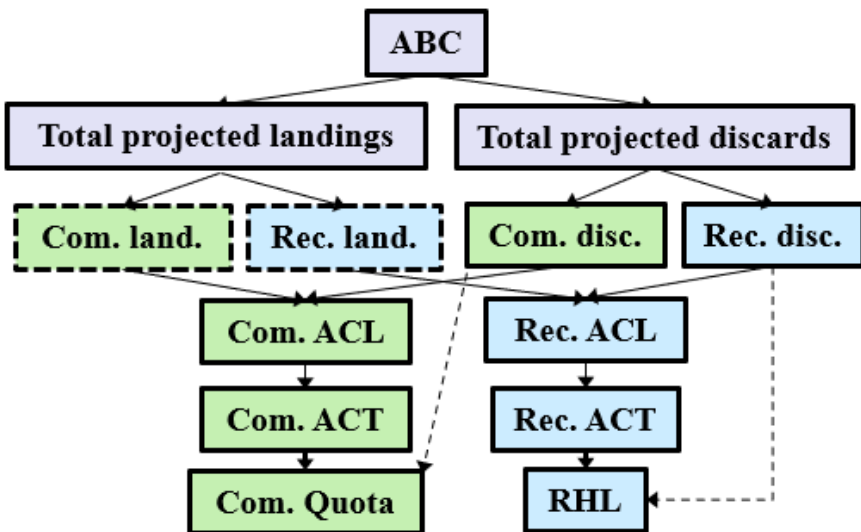 ABC
Total projected landings
Total projected discards
Com. land.
Rec. land.
Com. disc.
Rec. disc.
Com. ACL
Rec. ACL
Com. ACT
Rec. ACT
Com. Quota
RHL